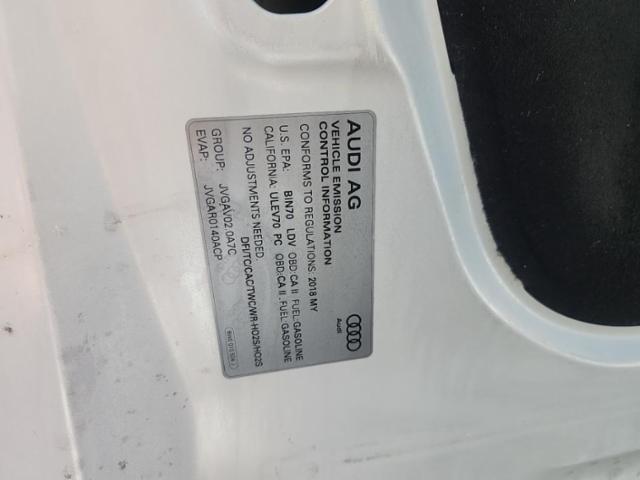 AUDI AG
VEHICLE EMISSION
CONTROL INFORMATION
CONFORMS TO REGULATIONS: 2018 MY
U.S. EPA: BIN70 LDV OBD:CA II FUEL:GASOLINE
CALIFORNIA: ULEV70 PC OBD:CA II FUEL:GASOLINE
NO ADJUSTMENTS NEEDED.
DFI/TC/CAC/TWC/WR-HO2S/HO2S
GROUP: JVGAV02.0A7C
EVAP: JVGAR0140ACP
Audi